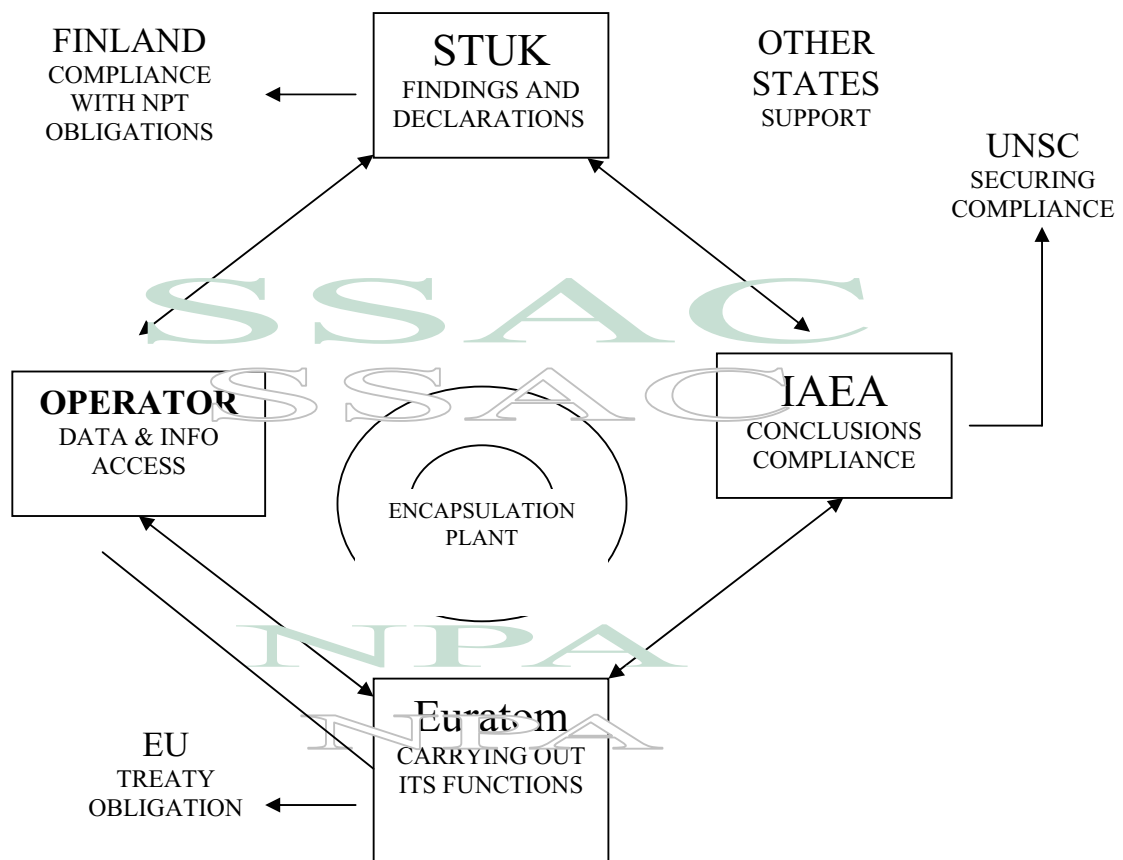 FINLAND
COMPLIANCE
WITH NPT
OBLIGATIONS
STUK
FINDINGS AND
DECLARATIONS
OTHER
STATES
SUPPORT
UNSC
SECURING
COMPLIANCE
SSAC
SSAC
OPERATOR
DATA & INFO
ACCESS
IAEA
CONCLUSIONS
COMPLIANCE
ENCAPSULATION
PLANT
NPA
NPA
Euratom
CARRYING OUT
ITS FUNCTIONS
EU
TREATY
OBLIGATION